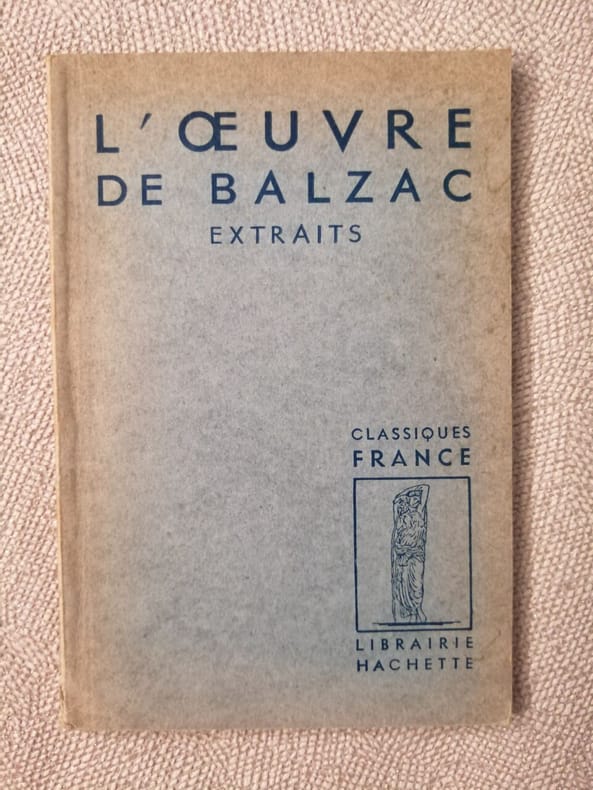 L'ŒUVRE
DE BALZAC
EXTRAITS
CLASSIQUES
FRANCE
LIBRAIRIE
HACHETTE